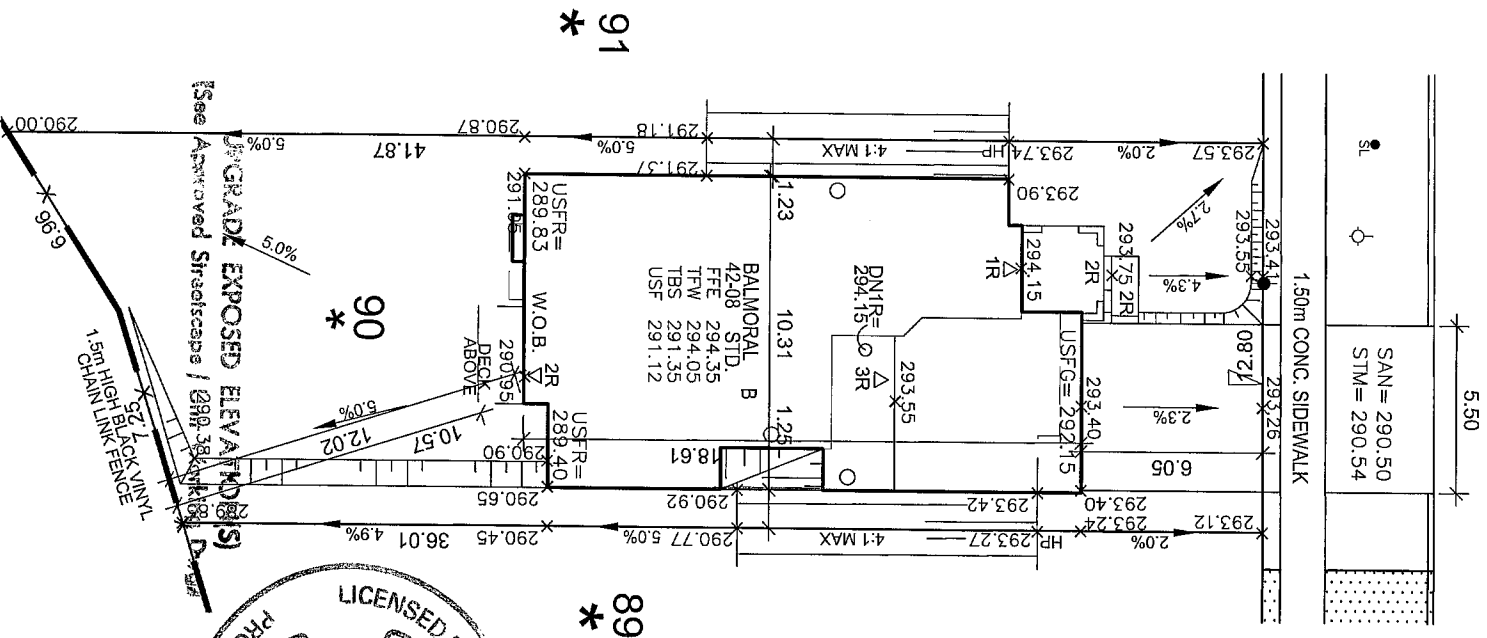 5.50
SAN= 290.50
STM= 290.54
SL
1.50m CONC. SIDEWALK
293.57
293.41
293.55
12.80
293.26
293.12
2.0%
2.7%
4.3%
2.3%
6.05
2.0%
293.74
HP
293.90
293.75
2R
2R
294.15
1R
USFG= 292.15
293.40
293.40
293.24
HP
293.27
293.42
4:1 MAX
4:1 MAX
DN1R=
294.15
3R
293.55
1.23
10.31
1.25
BALMORAL B
42-08 STD.
FFE 294.35
TFW 294.05
TBS 291.35
USF 291.12
291.18
291.37
18.61
290.92
290.77
5.0%
5.0%
USFR=
289.83
W.O.B.
2R
USFR=
289.40
290.87
290.95
DECK
ABOVE
290.90
290.65
290.45
91
*
90
*
89
*
41.87
5.0%
5.0%
5.0%
12.02
10.57
36.01
4.9%
290.00
6.96
7.25
290.38
UPGRADE EXPOSED ELEVATION(S)
(See Approved Streetscape /
1.5m HIGH BLACK VINYL
CHAIN LINK FENCE
LICENSED
PRO